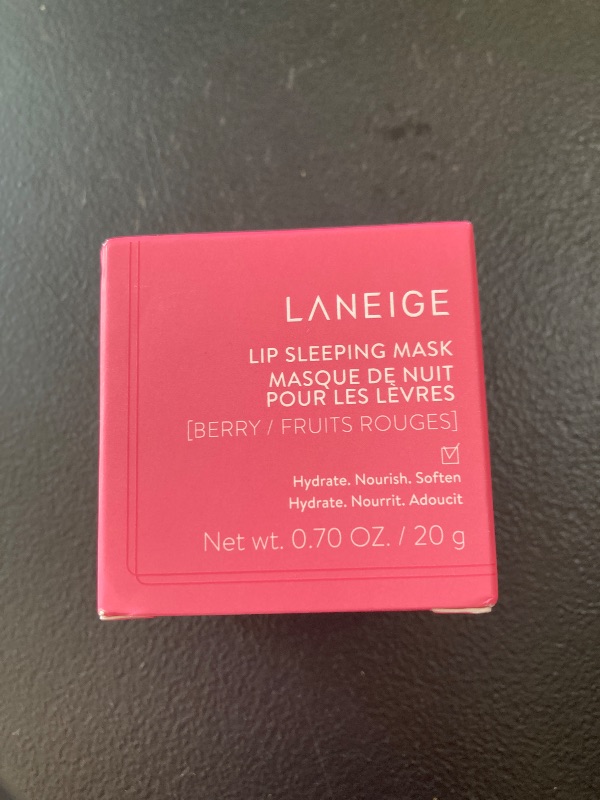 LANEIGE
LIP SLEEPING MASK
MASQUE DE NUIT
POUR LES LÈVRES
[BERRY / FRUITS ROUGES]
Hydrate. Nourish. Soften
Hydrate. Nourrit. Adoucit
Net wt. 0.70 OZ. / 20 g